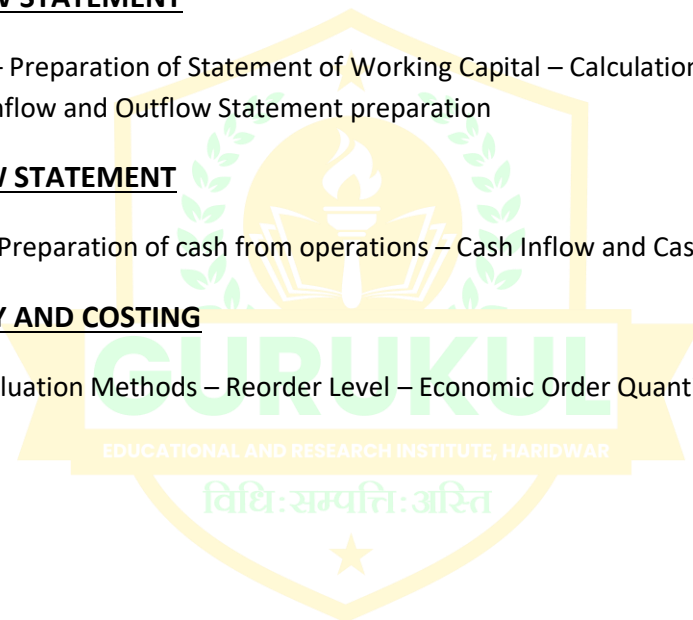 W STATEMENT
– Preparation of Statement of Working Capital – Calculation
nflow and Outflow Statement preparation
W STATEMENT
Preparation of cash from operations – Cash Inflow and Cas
Y AND COSTING
luation Methods – Reorder Level – Economic Order Quant
GURUKUL
EDUCATIONAL AND RESEARCH INSTITUTE, HARIDWAR
विधि:सम्पत्ति:अस्ति